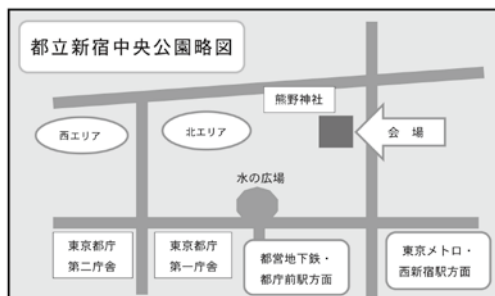 都立新宿中央公園略図
熊野神社
西エリア
北エリア
会場
水の広場
東京都庁
第二庁舎
東京都庁
第一庁舎
都営地下鉄・
都庁前駅方面
東京メトロ・
西新宿駅方面